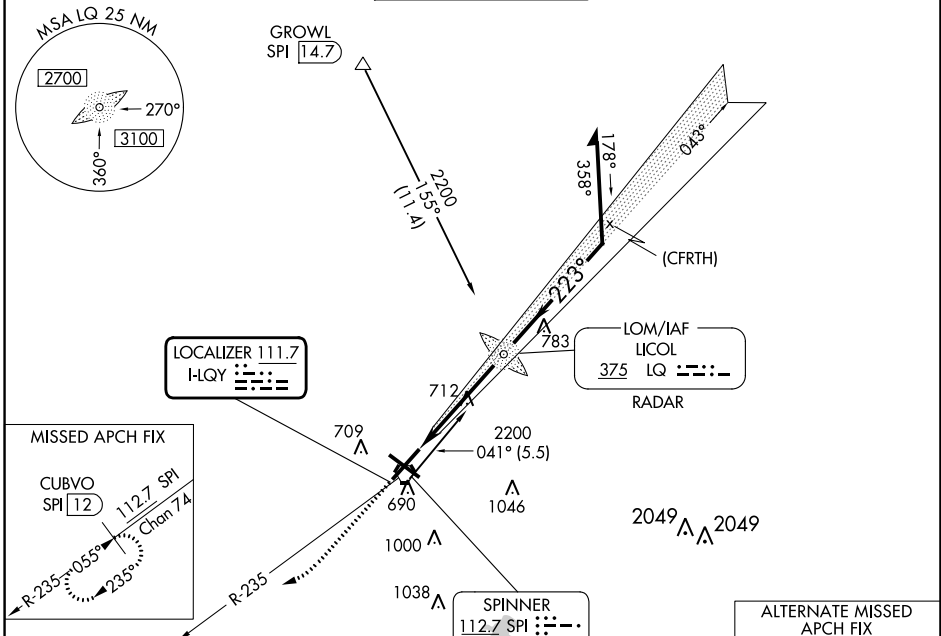 MSA LQ 25 NM
2700
270°
3100
360°
GROWL
SPI 14.7
2200
155°
(11.4)
178°
358°
043°
(CFRTH)
223°
783
LOM/IAF
LICOL
375 LQ
RADAR
LOCALIZER 111.7
I-LQY
712
709
2200
041° (5.5)
690
1046
1000
1038
2049
2049
MISSED APCH FIX
CUBVO
SPI 12
112.7 SPI
Chan 74
055°
R-235
235°
R-235
SPINNER
112.7 SPI
ALTERNATE MISSED
APCH FIX